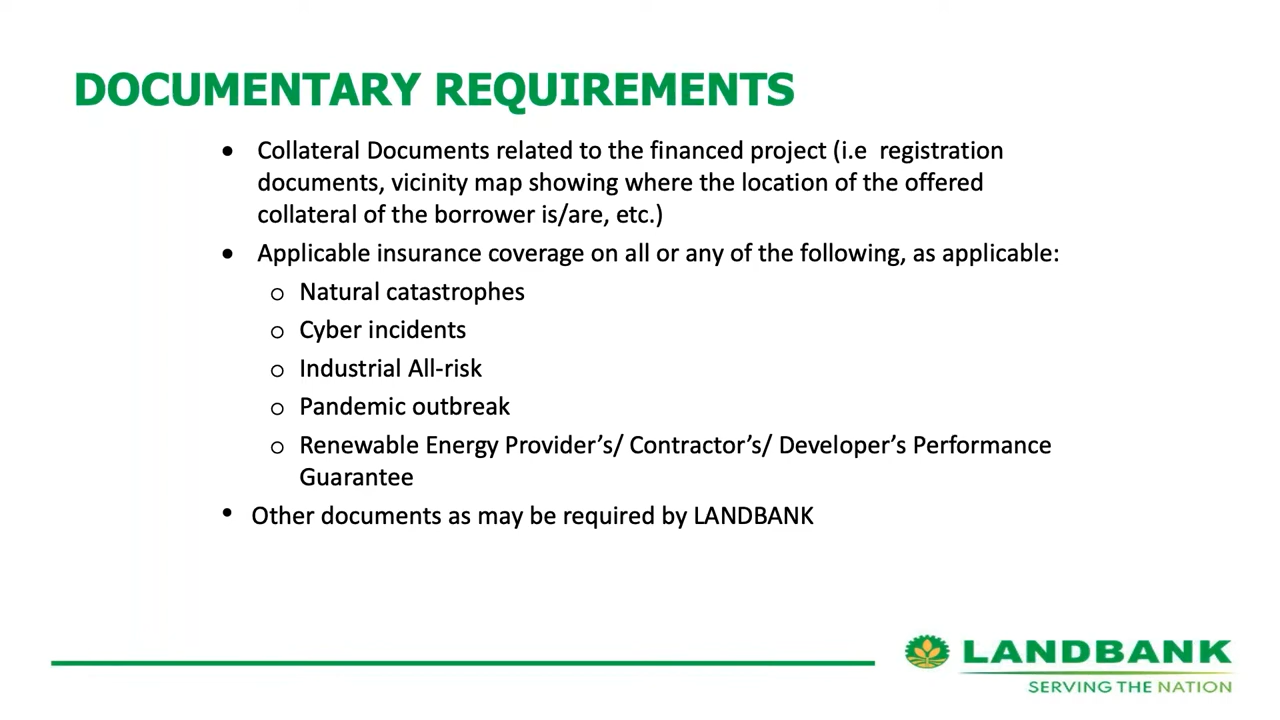 DOCUMENTARY REQUIREMENTS
• Collateral Documents related to the financed project (i.e  registration
documents, vicinity map showing where the location of the offered
collateral of the borrower is/are, etc.)
• Applicable insurance coverage on all or any of the following, as applicable:
o Natural catastrophes
o Cyber incidents
o Industrial All-risk
o Pandemic outbreak
o Renewable Energy Provider’s/ Contractor’s/ Developer’s Performance
Guarantee
• Other documents as may be required by LANDBANK
LANDBANK
SERVING THE NATION